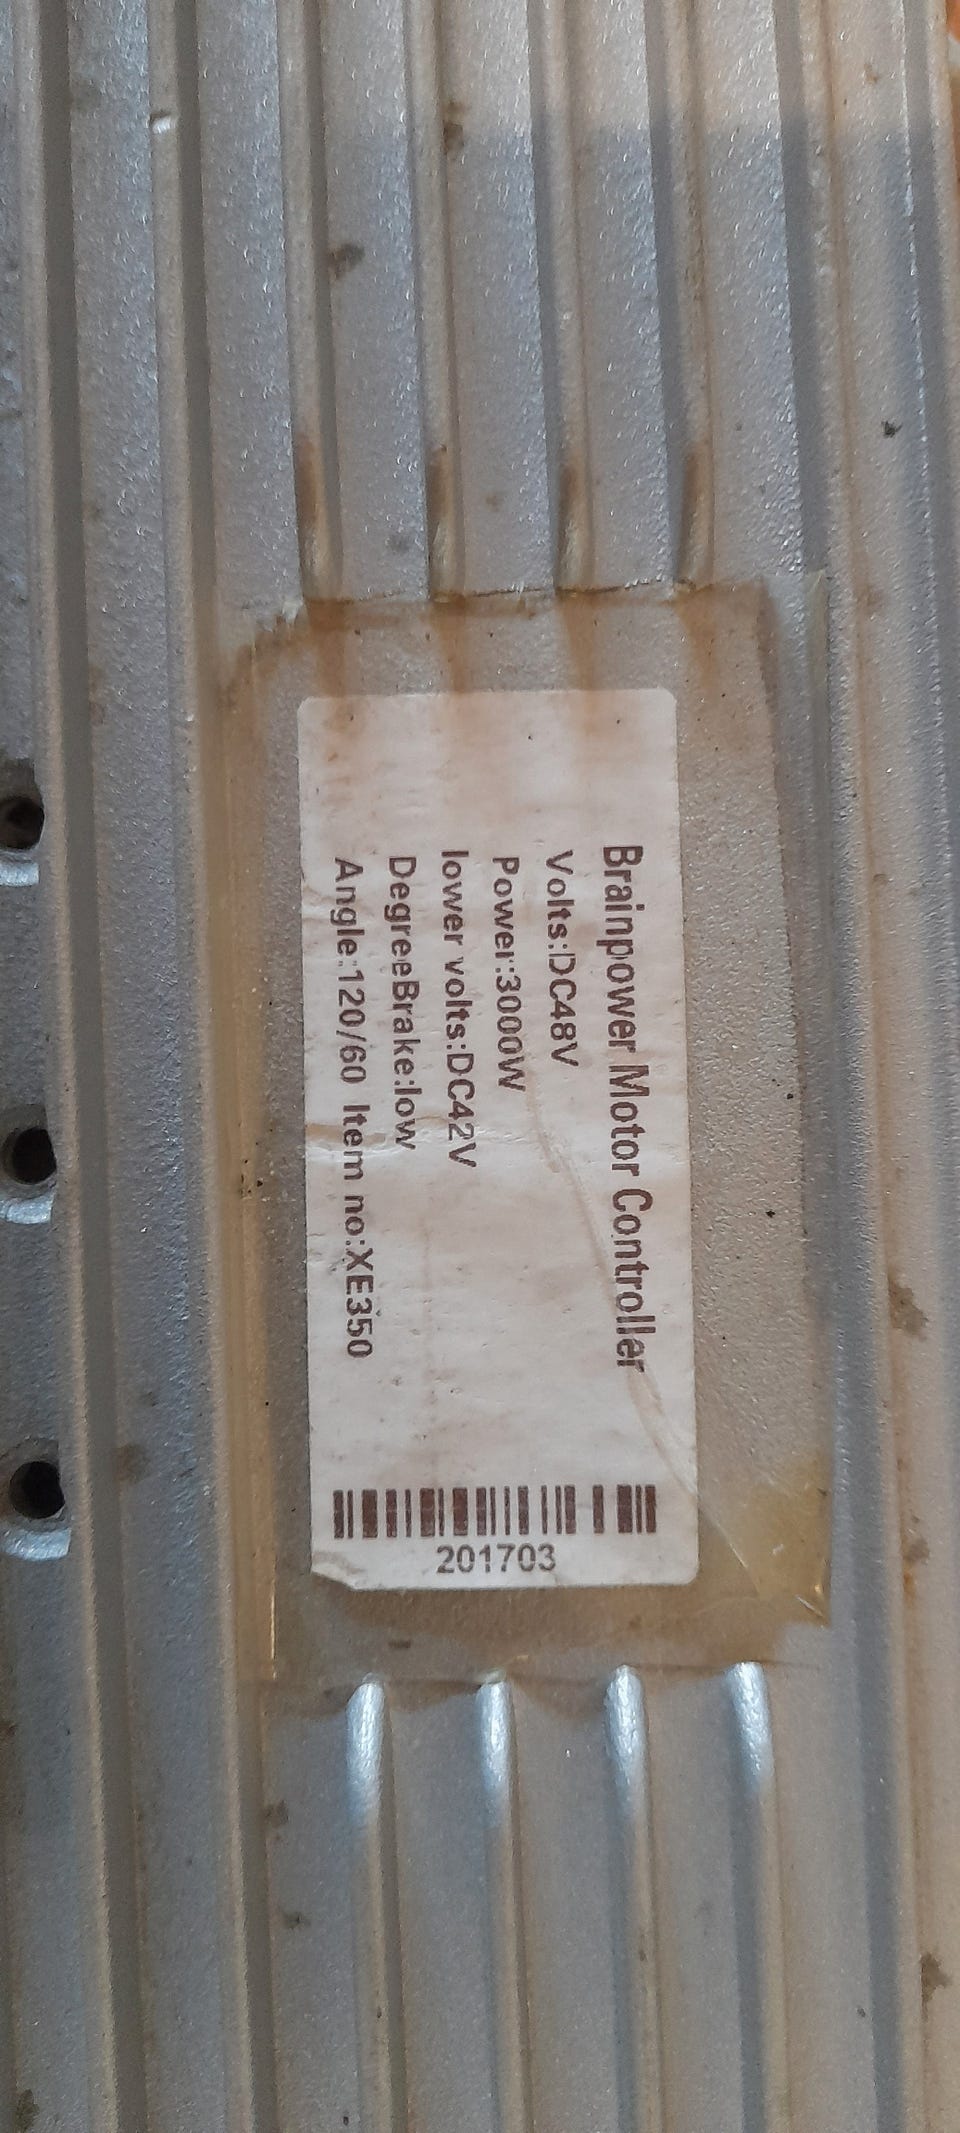 Brainpower Motor Controller
Volts:DC48V
Power:3000W
lower volts:DC42V
DegreeBrake:low
Angle:120/60 Item no:XE350
201703